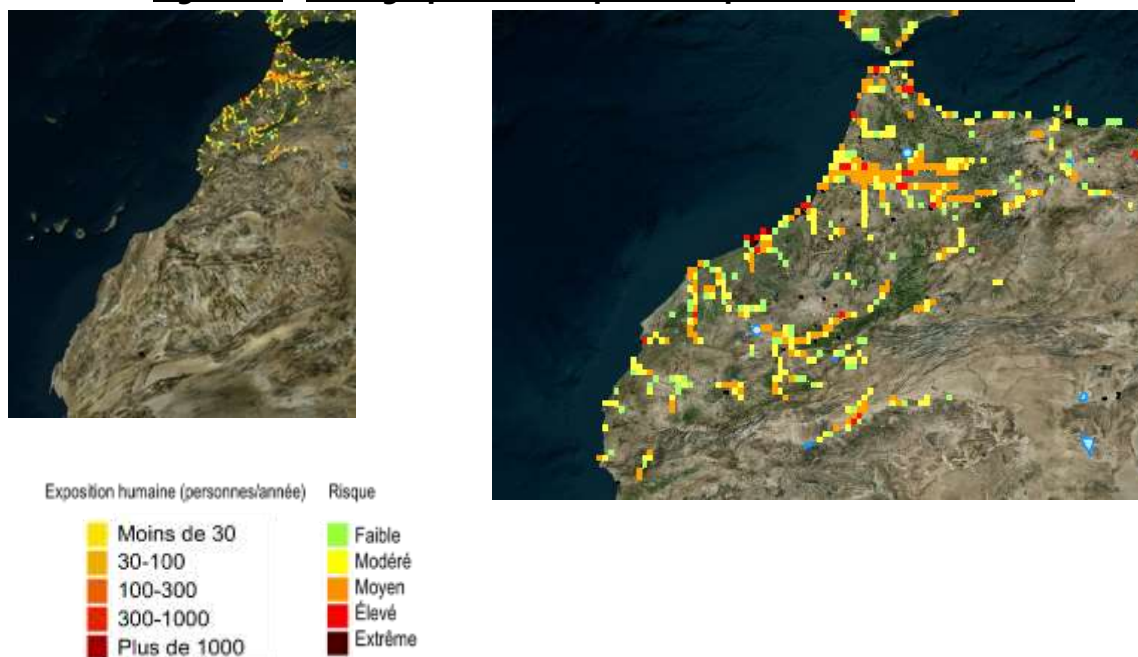 Exposition humaine (personnes/année)
Moins de 30
30-100
100-300
300-1000
Plus de 1000
Risque
Faible
Modéré
Moyen
Élevé
Extrême